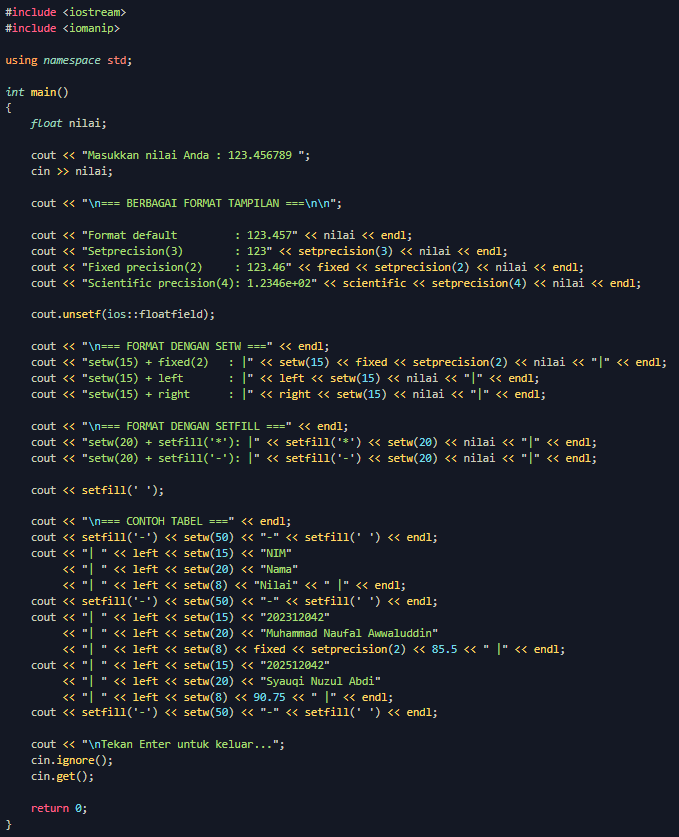 #include <iostream>
#include <iomanip>

using namespace std;

int main()
{
    float nilai;

    cout << "Masukkan nilai Anda : 123.456789 ";
    cin >> nilai;

    cout << "\n=== BERBAGAI FORMAT TAMPILAN ===\n\n";

    cout << "Format default         : 123.457" << nilai << endl;
    cout << "Setprecision(3)        : 123" << setprecision(3) << nilai << endl;
    cout << "Fixed precision(2)     : 123.46" << fixed << setprecision(2) << nilai << endl;
    cout << "Scientific precision(4): 1.2346e+02" << scientific << setprecision(4) << nilai << endl;

    cout.unsetf(ios::floatfield);

    cout << "\n=== FORMAT DENGAN SETW ===" << endl;
    cout << "setw(15) + fixed(2)   : |" << setw(15) << fixed << setprecision(2) << nilai << "|" << endl;
    cout << "setw(15) + left       : |" << left << setw(15) << nilai << "|" << endl;
    cout << "setw(15) + right      : |" << right << setw(15) << nilai << "|" << endl;

    cout << "\n=== FORMAT DENGAN SETFILL ===" << endl;
    cout << "setw(20) + setfill('*'): |" << setfill('*') << setw(20) << nilai << "|" << endl;
    cout << "setw(20) + setfill('-'): |" << setfill('-') << setw(20) << nilai << "|" << endl;

    cout << setfill(' ');

    cout << "\n=== CONTOH TABEL ===" << endl;
    cout << setfill('-') << setw(50) << "-" << setfill(' ') << endl;
    cout << "| " << left << setw(15) << "NIM"
         << "| " << left << setw(20) << "Nama"
         << "| " << left << setw(8) << "Nilai" << " |" << endl;
    cout << setfill('-') << setw(50) << "-" << setfill(' ') << endl;
    cout << "| " << left << setw(15) << "202312042"
         << "| " << left << setw(20) << "Muhammad Naufal Awwaluddin"
         << "| " << left << setw(8) << fixed << setprecision(2) << 85.5 << " |" << endl;
    cout << "| " << left << setw(15) << "202512042"
         << "| " << left << setw(20) << "Syauqi Nuzul Abdi"
         << "| " << left << setw(8) << 90.75 << " |" << endl;
    cout << setfill('-') << setw(50) << "-" << setfill(' ') << endl;

    cout << "\nTekan Enter untuk keluar...";
    cin.ignore();
    cin.get();

    return 0;
}